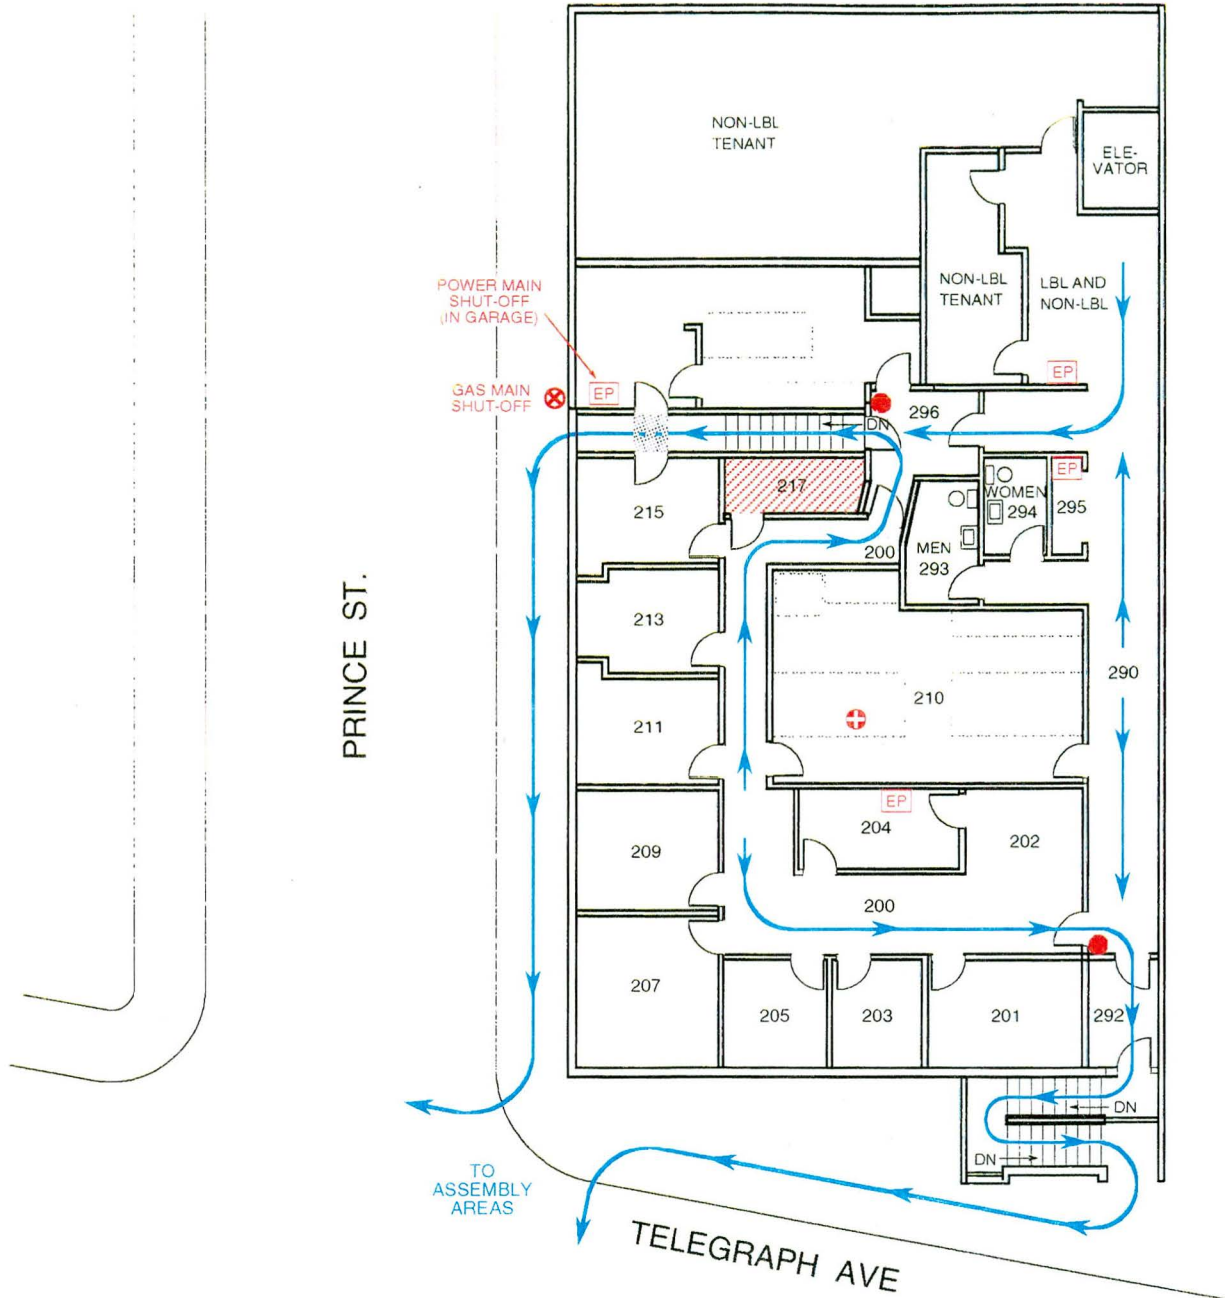 NON-LBL
TENANT
ELE-
VATOR
NON-LBL
TENANT
LBL AND
NON-LBL
POWER MAIN
SHUT-OFF
(IN GARAGE)
EP
EP
GAS MAIN
SHUT-OFF
296
DN
217
215
WOMEN
294
EP
295
200
MEN
293
213
PRINCE ST.
290
210
211
EP
204
202
209
200
207
205
203
201
292
DN
DN
TO
ASSEMBLY
AREAS
TELEGRAPH AVE